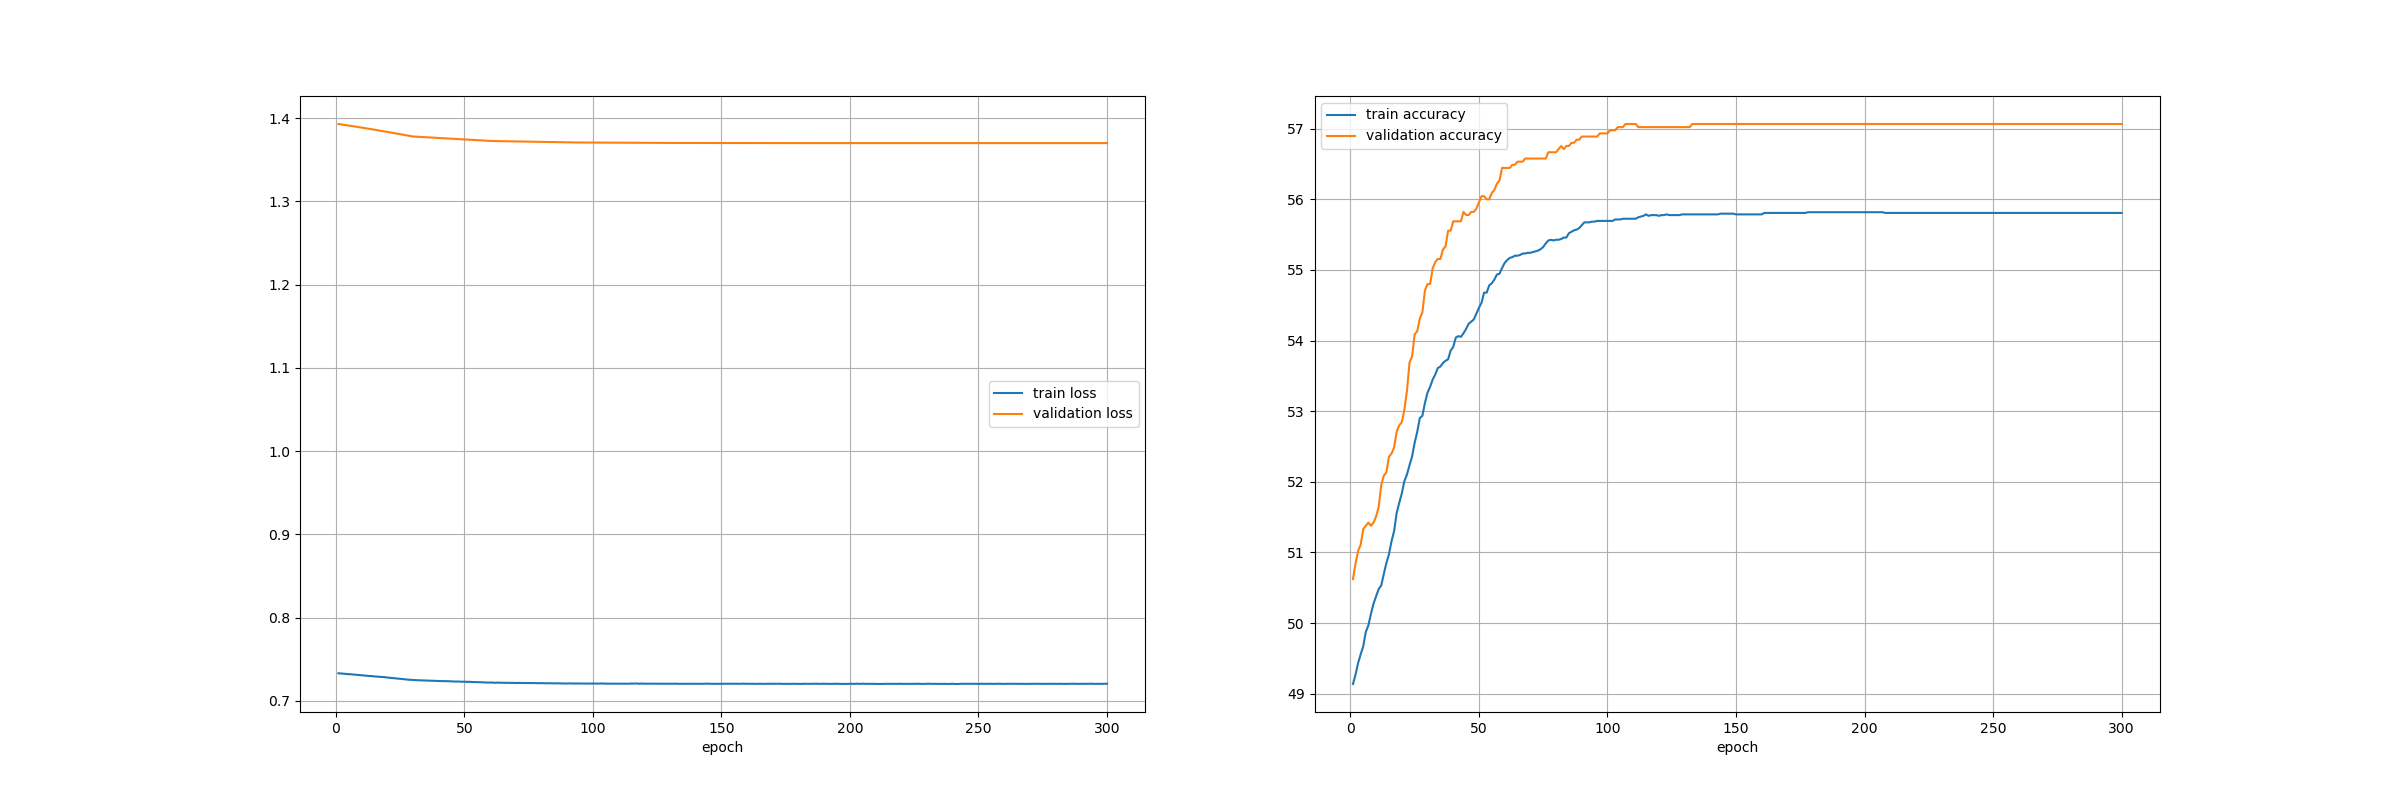 1.4
1.3
1.2
1.1
1.0
0.9
0.8
0.7
0 50 100 150 200 250 300
epoch
train loss
validation loss
57
56
55
54
53
52
51
50
49
0 50 100 150 200 250 300
epoch
train accuracy
validation accuracy